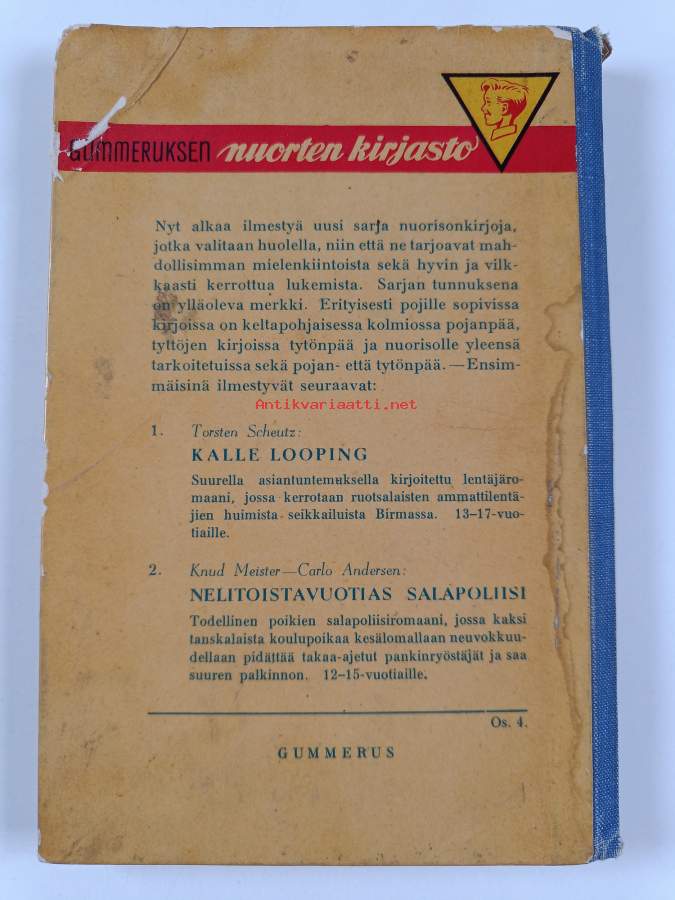 GUMMERUKSEN nuorten kirjasto
Nyt alkaa ilmestyä uusi sarja nuorisonkirjoja,
jotka valitaan huolella, niin että ne tarjoavat mah-
dollisimman mielenkiintoista sekä hyvin ja vilk-
kaasti kerrottua lukemista. Sarjan tunnuksena
on ylläoleva merkki. Erityisesti pojille sopivissa
kirjoissa on keltapohjaisessa kolmiossa pojanpää,
tyttöjen kirjoissa tytönpää ja nuorisolle yleensä
tarkoitetuissa sekä pojan- että tytönpää. — Ensim-
mäisinä ilmestyvät seuraavat:
Antikvariaatti.net
1. Torsten Scheutz:
KALLE LOOPING
Suurella asiantuntemuksella kirjoitettu lentäjäro-
maani, jossa kerrotaan ruotsalaisten ammattilentä-
jien huimista seikkailuista Birmassa. 13-17-vuo-
tiaille.
2. Knud Meister—Carlo Andersen:
NELITOISTAVUOTIAS SALAPOLIISI
Todellinen poikien salapoliisiromaani, jossa kaksi
tanskalaista koulupoikaa kesälomallaan neuvokkuu-
dellaan pidättää takaa-ajetut pankinryöstäjät ja saa
suuren palkinnon. 12-15-vuotiaille.
Os. 4.
GUMMERUS